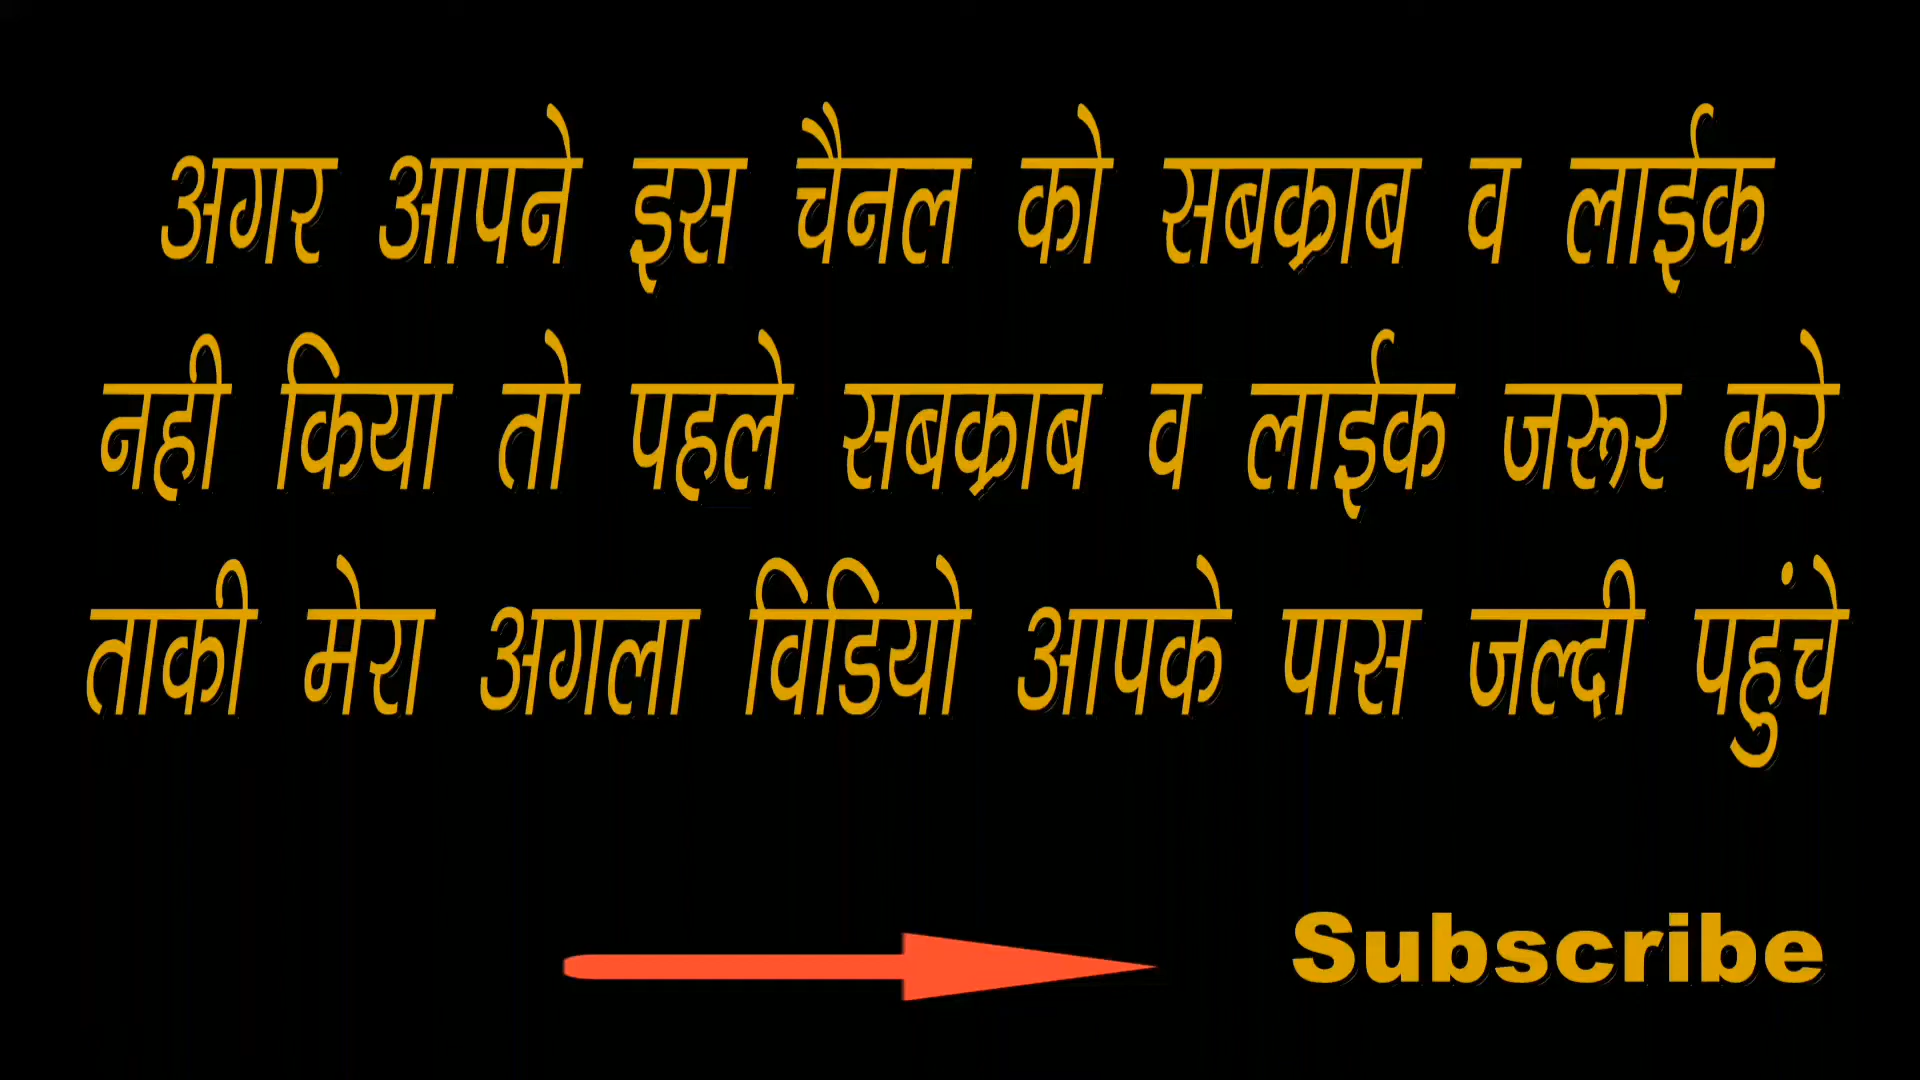 अगर आपने इस चैनल को सबक्राब व लाईक
नही किया तो पहले सबक्राब व लाईक जरूर करे
ताकी मेरा अगला विडियो आपके पास जल्दी पहुंचे
Subscribe